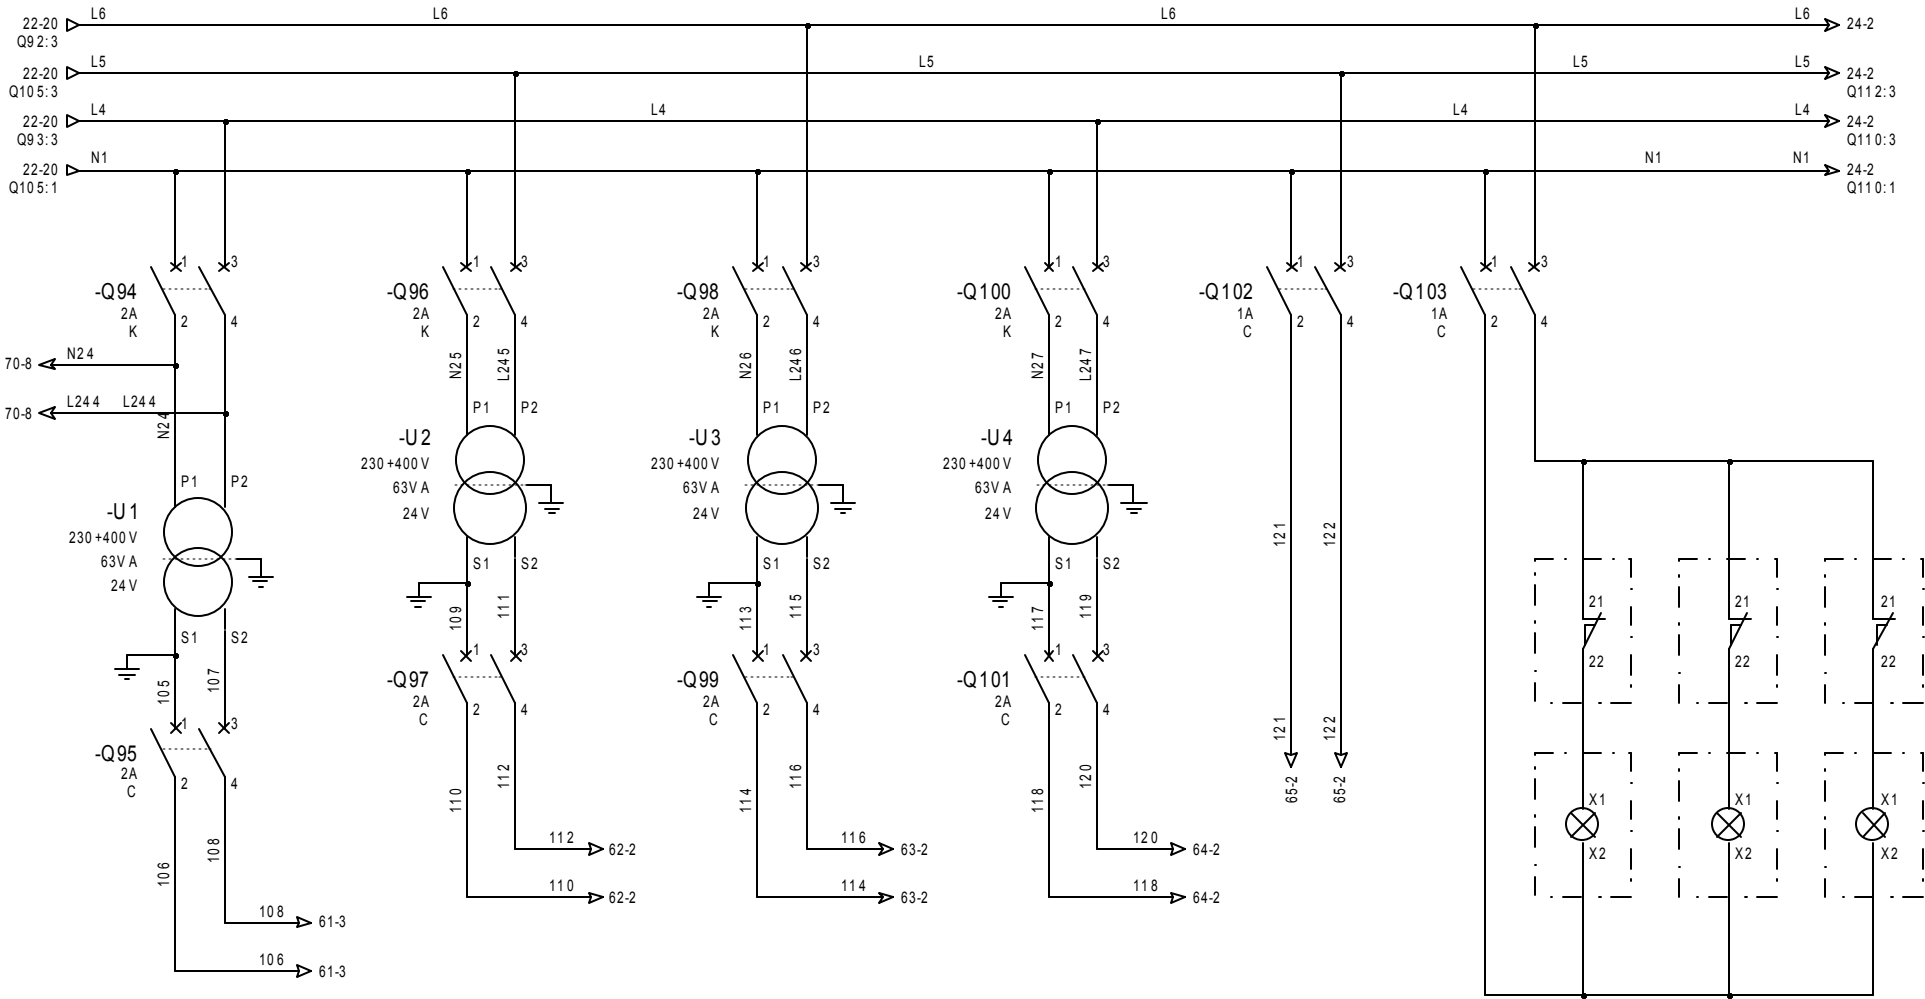 L6 L6 L6 L6
22-20 24-2
Q92:3
L5 L5 L5 L5
22-20 24-2
Q105:3 Q112:3
L4 L4 L4 L4
22-20 24-2
Q93:3 Q110:3
N1 N1 N1
22-20 24-2
Q105:1 Q110:1
1 3 1 3 1 3 1 3 1 3 1 3
-Q94 -Q96 -Q98 -Q100 -Q102 -Q103
2A 2A 2A 2A 1A 1A
K K K K C C
2 4 2 4 2 4 2 4 2 4 2 4
70-8 N24
N25 L245 N26 L246 N27 L247
70-8 L244 L244
N24
P1 P2 P1 P2 P1 P2
-U2 -U3 -U4
230+400V 230+400V 230+400V
63VA 63VA 63VA
24V 24V 24V
P1 P2
-U1
230+400V
63VA
24V
121 122
S1 S2 S1 S2 S1 S2
109 111 113 115 117 119
21 21 21
22 22 22
S1 S2
105 107
1 3 1 3 1 3
-Q97 -Q99 -Q101
2A 2A 2A
C C C
2 4 2 4 2 4
1 3
-Q95
2A
C
2 4
121 122
65-2 65-2
110 112 114 116 118 120
X1 X1 X1
X2 X2 X2
112 62-2 116 63-2 120 64-2
110 62-2 114 63-2 118 64-2
106 108
108 61-3
106 61-3